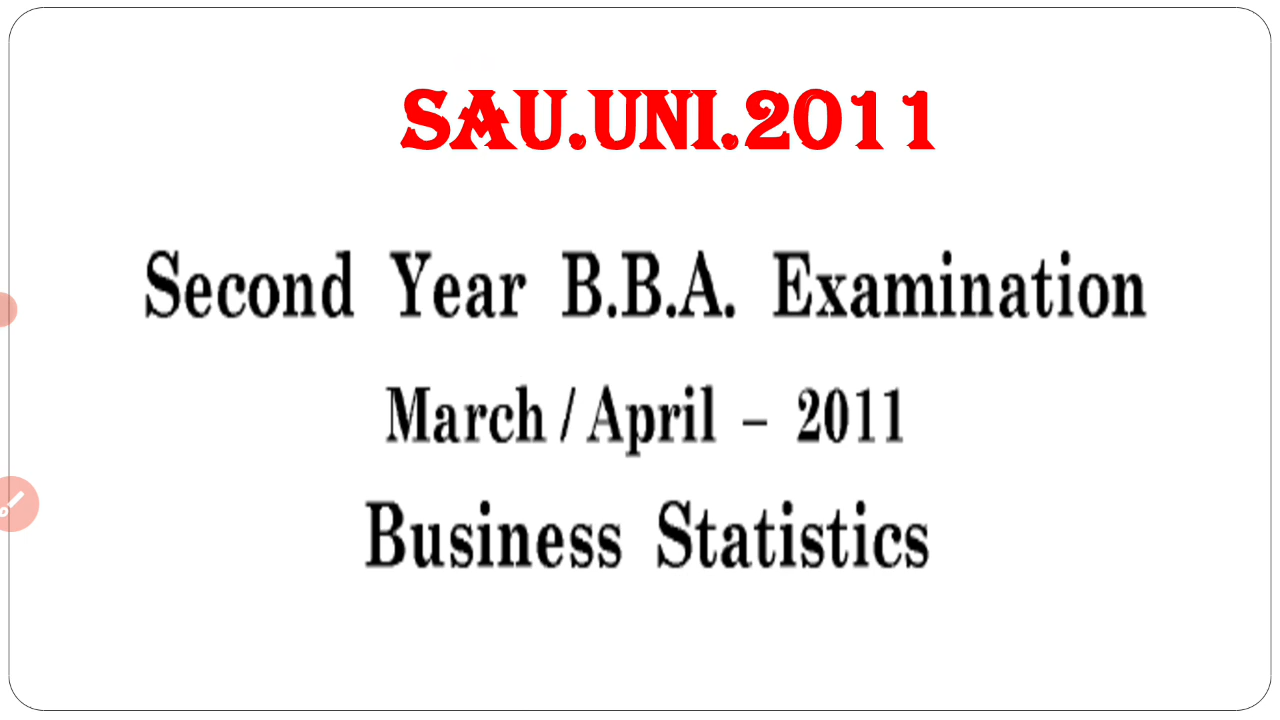 SAU.UNI.2011
Second Year B.B.A. Examination
March / April – 2011
Business Statistics